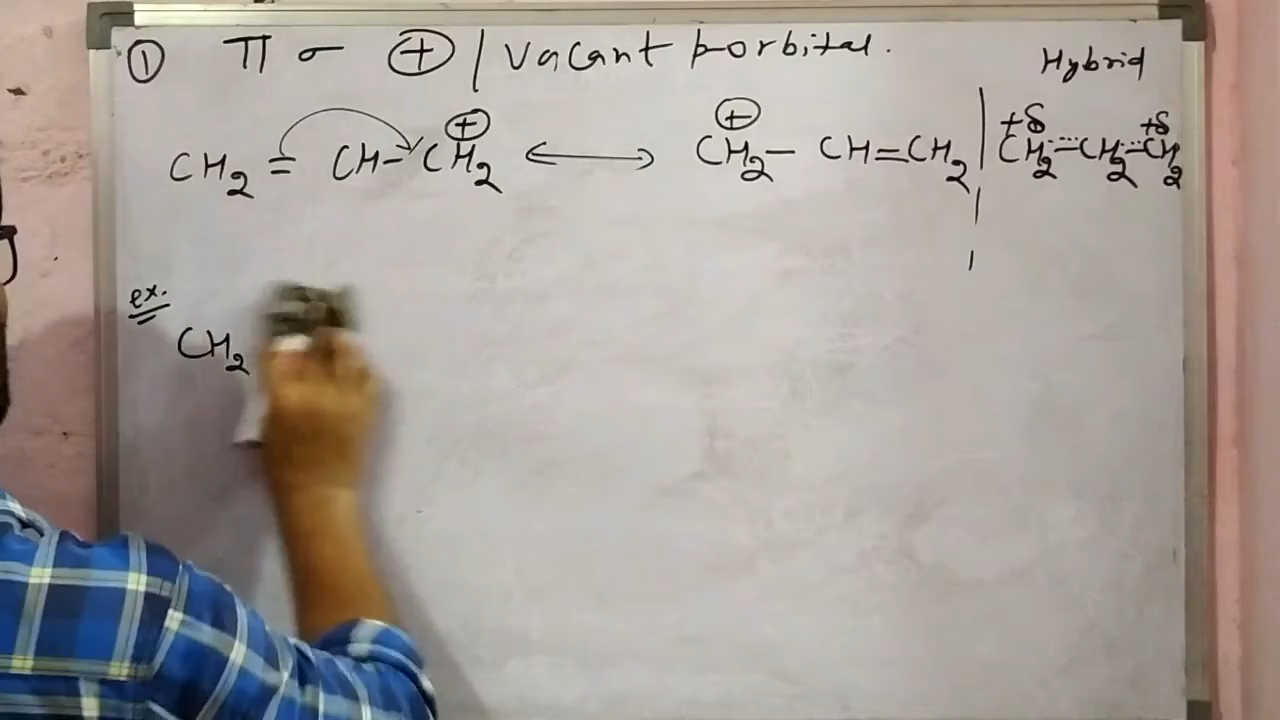 ① π σ ⊕ | vacant p orbital.
Hybrid
CH₂ = CH – CH₂ ⊕ ⟷ ⊕ CH₂ – CH = CH₂ | +δ CH₂ ┅ CH₂ ┅ CH₂ +δ
ex.
CH₂